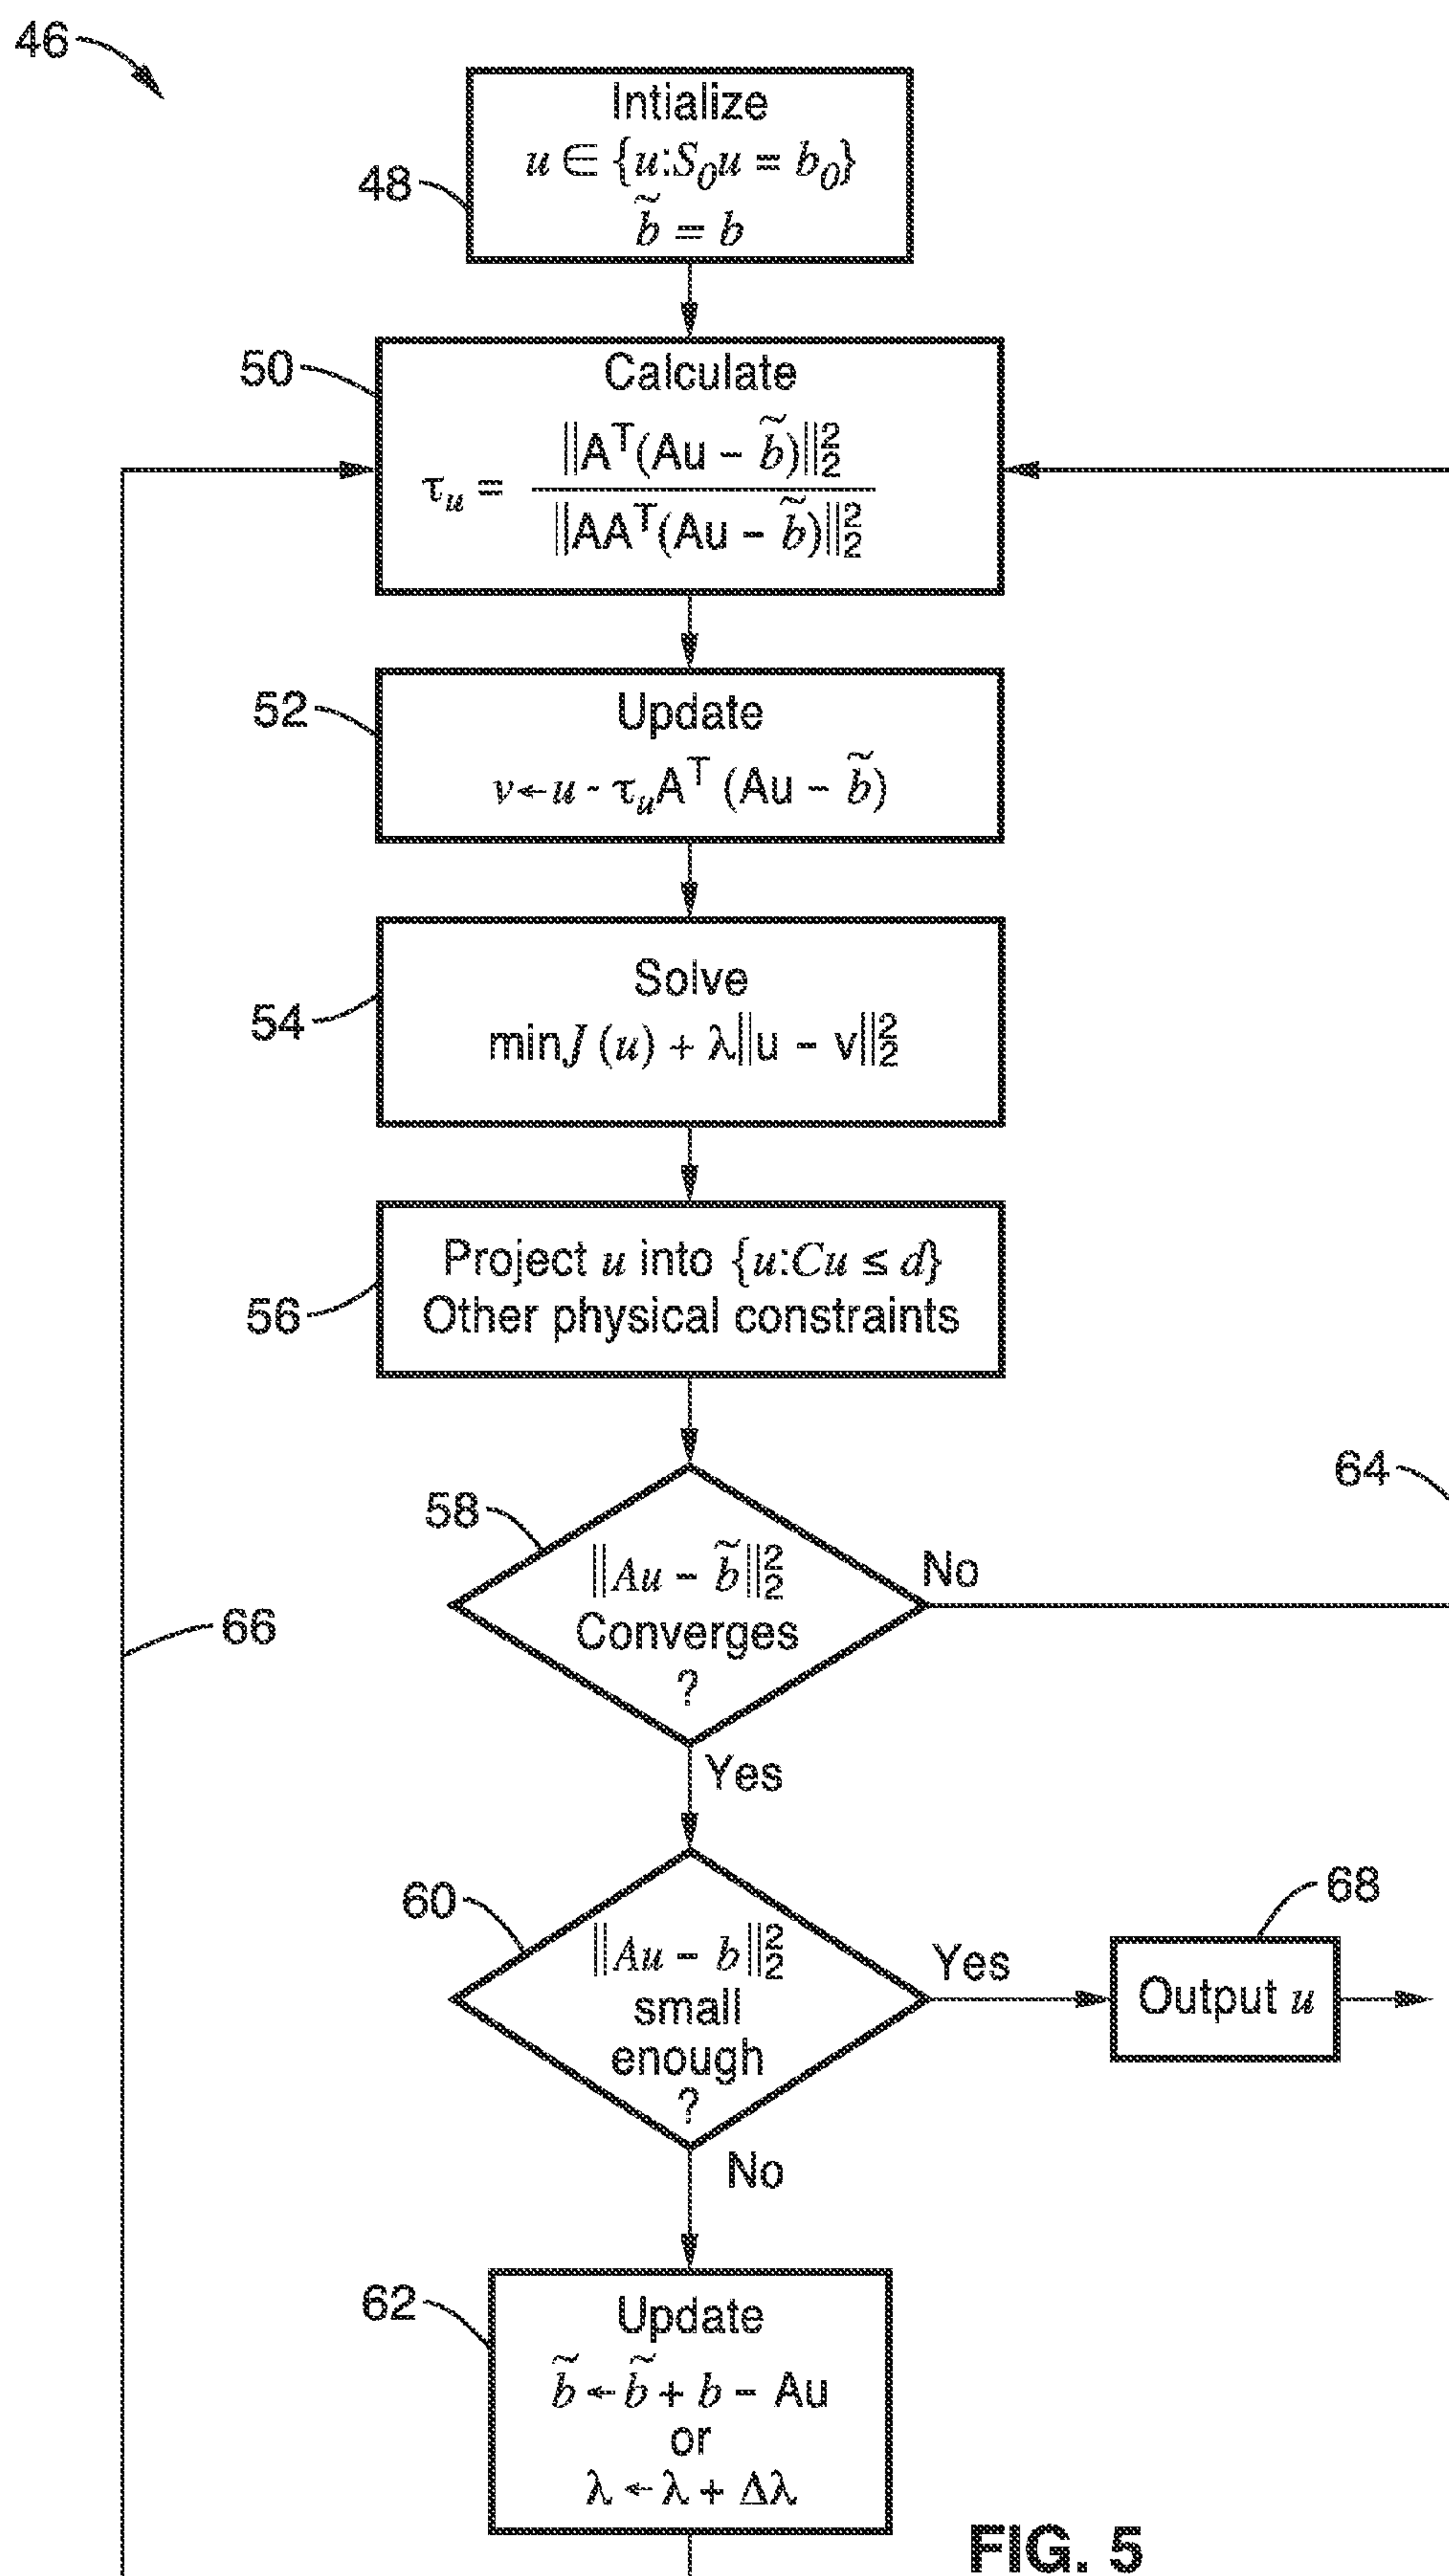 46
48
Intialize
u ∈ {u:S₀u = b₀}
b̃ = b
50
Calculate
τᵤ = ‖Aᵀ(Au – b̃)‖₂² / ‖AAᵀ(Au – b̃)‖₂²
52
Update
v ← u - τᵤAᵀ (Au – b̃)
54
Solve
min J (u) + λ‖u – v‖₂²
56
Project u into {u:Cu ≤ d}
Other physical constraints
58
‖Au – b̃‖₂²
Converges
?
No
64
66
Yes
60
‖Au – b‖₂²
small
enough
?
Yes
68
Output u
No
62
Update
b̃ ← b̃ + b – Au
or
λ ← λ + Δλ
FIG. 5